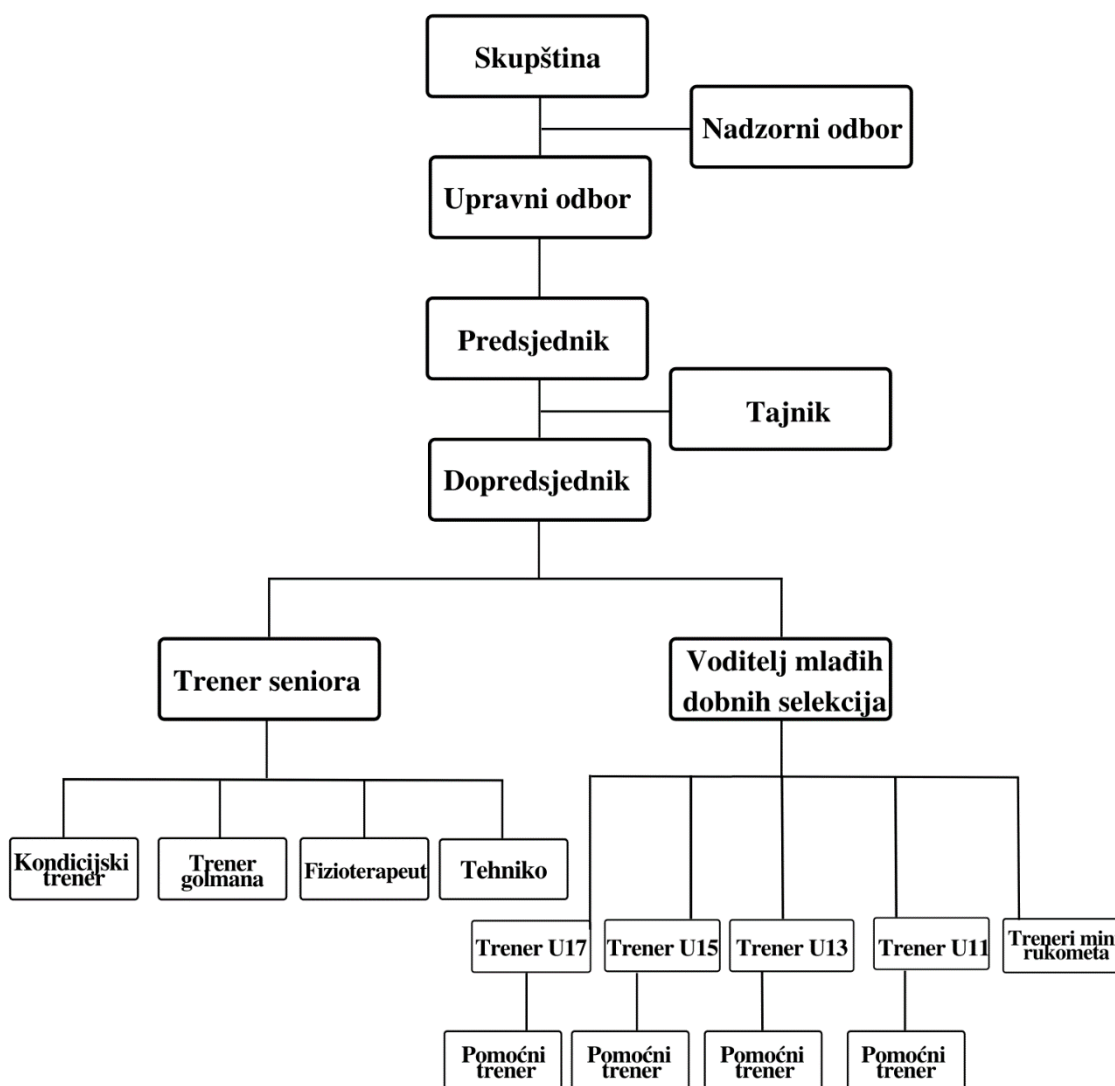 Skupština
Nadzorni odbor
Upravni odbor
Predsjednik
Tajnik
Dopredsjednik
Trener seniora
Voditelj mlađih
dobnih selekcija
Kondicijski
trener
Trener
golmana
Fizioterapeut
Tehniko
Trener U17
Trener U15
Trener U13
Trener U11
Treneri mini
rukometa
Pomoćni
trener
Pomoćni
trener
Pomoćni
trener
Pomoćni
trener